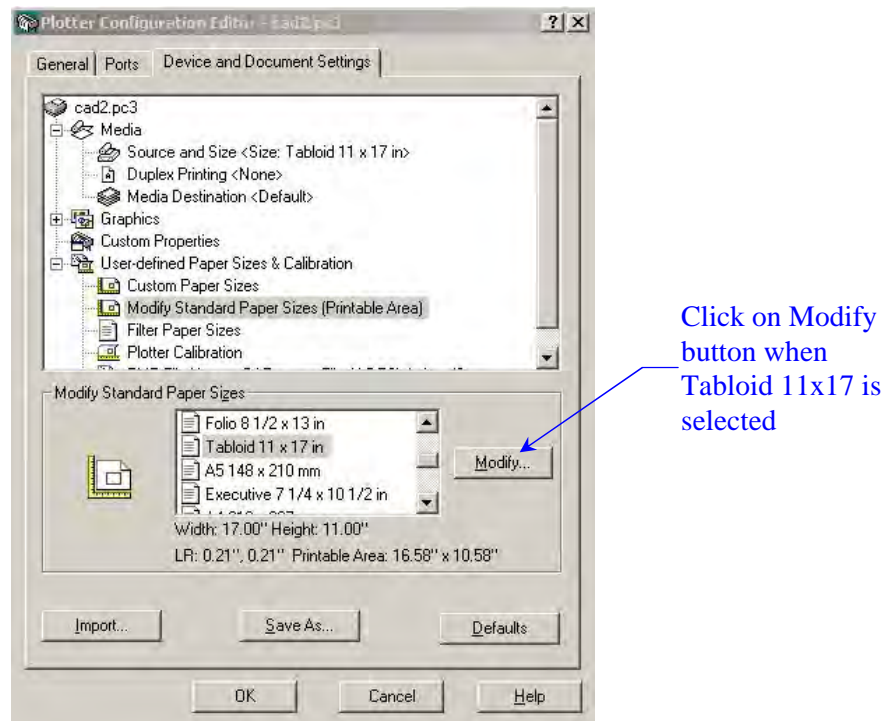 Plotter Configuration Editor - cad2.pc3
General Ports Device and Document Settings
cad2.pc3
Media
Source and Size <Size: Tabloid 11 x 17 in>
Duplex Printing <None>
Media Destination <Default>
Graphics
Custom Properties
User-defined Paper Sizes & Calibration
Custom Paper Sizes
Modify Standard Paper Sizes (Printable Area)
Filter Paper Sizes
Plotter Calibration
Modify Standard Paper Sizes
Folio 8 1/2 x 13 in
Tabloid 11 x 17 in
A5 148 x 210 mm
Executive 7 1/4 x 10 1/2 in
Modify...
Width: 17.00" Height: 11.00"
LR: 0.21", 0.21" Printable Area: 16.58" x 10.58"
Import... Save As... Defaults
OK Cancel Help
Click on Modify
button when
Tabloid 11x17 is
selected